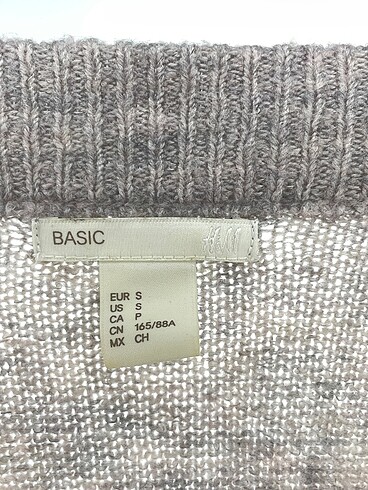 BASIC H&M
EUR S
US S
CA P
CN 165/88A
MX CH